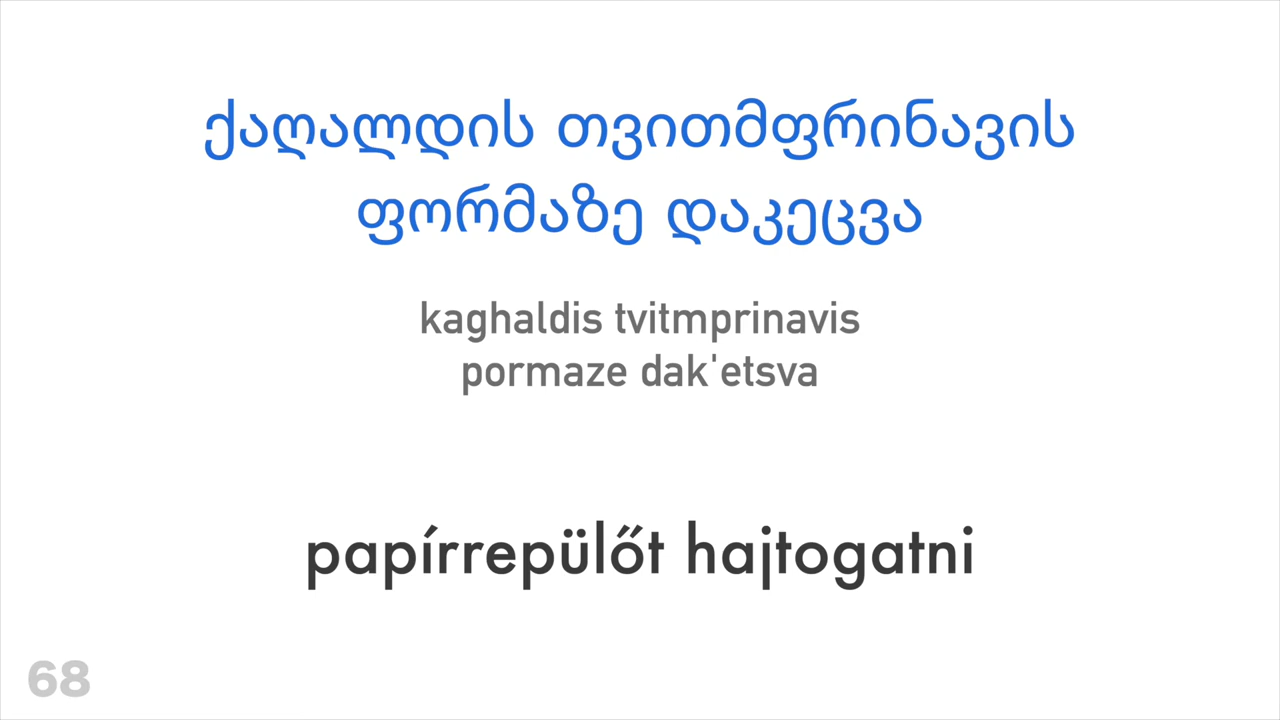 ქაღალდის თვითმფრინავის
ფორმაზე დაკეცვა
kaghaldis tvitmprinavis
pormaze dak'etsva
papírrepülőt hajtogatni
68